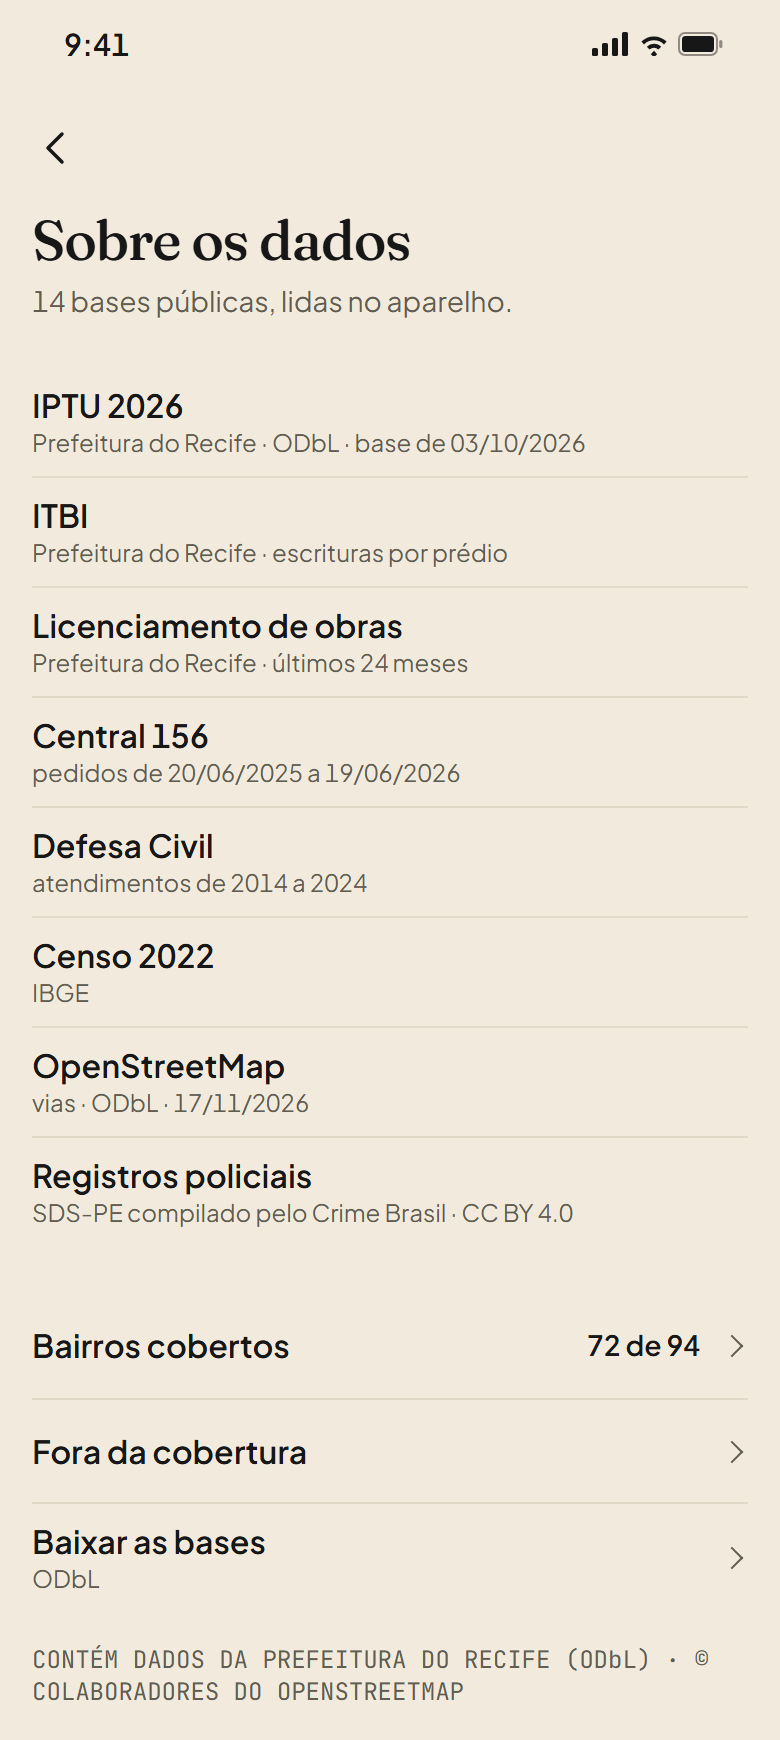 9:41
Sobre os dados
14 bases públicas, lidas no aparelho.
IPTU 2026
Prefeitura do Recife · ODbL · base de 03/10/2026
ITBI
Prefeitura do Recife · escrituras por prédio
Licenciamento de obras
Prefeitura do Recife · últimos 24 meses
Central 156
pedidos de 20/06/2025 a 19/06/2026
Defesa Civil
atendimentos de 2014 a 2024
Censo 2022
IBGE
OpenStreetMap
vias · ODbL · 17/11/2026
Registros policiais
SDS-PE compilado pelo Crime Brasil · CC BY 4.0
Bairros cobertos 72 de 94
Fora da cobertura
Baixar as bases
ODbL
CONTÉM DADOS DA PREFEITURA DO RECIFE (ODbL) · ©
COLABORADORES DO OPENSTREETMAP